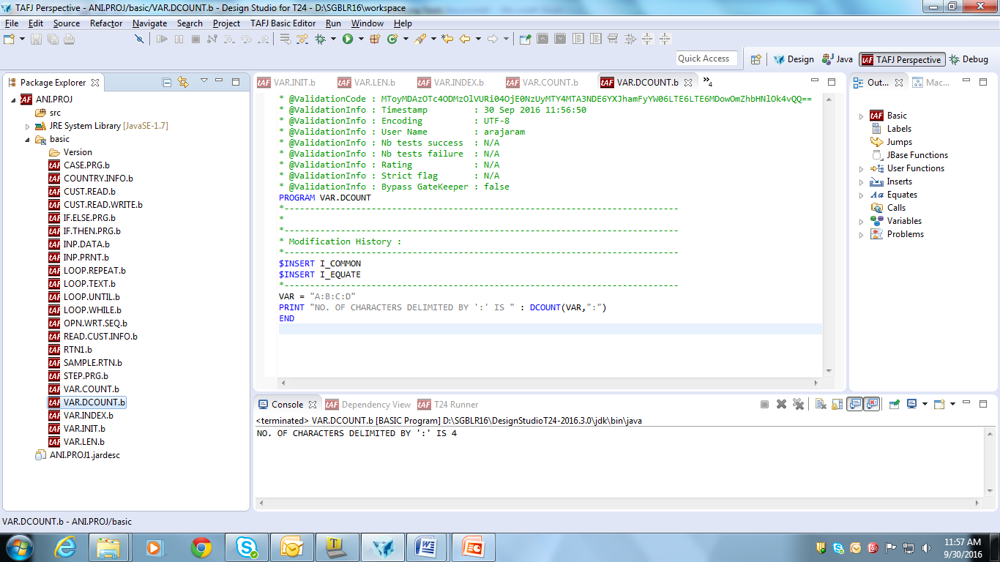 TAFJ Perspective - ANI.PROJ/basic/VAR.DCOUNT.b - Design Studio for T24 - D:\SGBLR16\workspace
File Edit Source Refactor Navigate Search Project TAFJ Basic Editor Run Window Help
Quick Access
Design
Java
TAFJ Perspective
Debug
Package Explorer
ANI.PROJ
src
JRE System Library [JavaSE-1.7]
basic
Version
CASE.PRG.b
COUNTRY.INFO.b
CUST.READ.b
CUST.READ.WRITE.b
IF.ELSE.PRG.b
IF.THEN.PRG.b
INP.DATA.b
INP.PRNT.b
LOOP.REPEAT.b
LOOP.TEXT.b
LOOP.UNTIL.b
LOOP.WHILE.b
OPN.WRT.SEQ.b
READ.CUST.INFO.b
RTN1.b
SAMPLE.RTN.b
STEP.PRG.b
VAR.COUNT.b
VAR.DCOUNT.b
VAR.INDEX.b
VAR.INIT.b
VAR.LEN.b
ANI.PROJ1.jardesc
VAR.INIT.b VAR.LEN.b VAR.INDEX.b VAR.COUNT.b VAR.DCOUNT.b »4
* @ValidationCode : MToyMDAzOTc4ODMzOlVURi04OjE0NzUyMTY4MTA3NDE6YXJhamFyYW06LTE6LTE6MDowOmZhbHNlOk4vQQ==
* @ValidationInfo : Timestamp : 30 Sep 2016 11:56:50
* @ValidationInfo : Encoding : UTF-8
* @ValidationInfo : User Name : arajaram
* @ValidationInfo : Nb tests success : N/A
* @ValidationInfo : Nb tests failure : N/A
* @ValidationInfo : Rating : N/A
* @ValidationInfo : Strict flag : N/A
* @ValidationInfo : Bypass GateKeeper : false
PROGRAM VAR.DCOUNT
*-----------------------------------------------------------------------------
*
*-----------------------------------------------------------------------------
* Modification History :
*-----------------------------------------------------------------------------
$INSERT I_COMMON
$INSERT I_EQUATE
*-----------------------------------------------------------------------------
VAR = "A:B:C:D"
PRINT "NO. OF CHARACTERS DELIMITED BY ':' IS " : DCOUNT(VAR,":")
END
Out... Mac...
Basic
Labels
Jumps
JBase Functions
User Functions
Inserts
Equates
Calls
Variables
Problems
Console Dependency View T24 Runner
<terminated> VAR.DCOUNT.b [BASIC Program] D:\SGBLR16\DesignStudioT24-2016.3.0\jdk\bin\java
NO. OF CHARACTERS DELIMITED BY ':' IS 4
VAR.DCOUNT.b - ANI.PROJ/basic
11:57 AM
9/30/2016